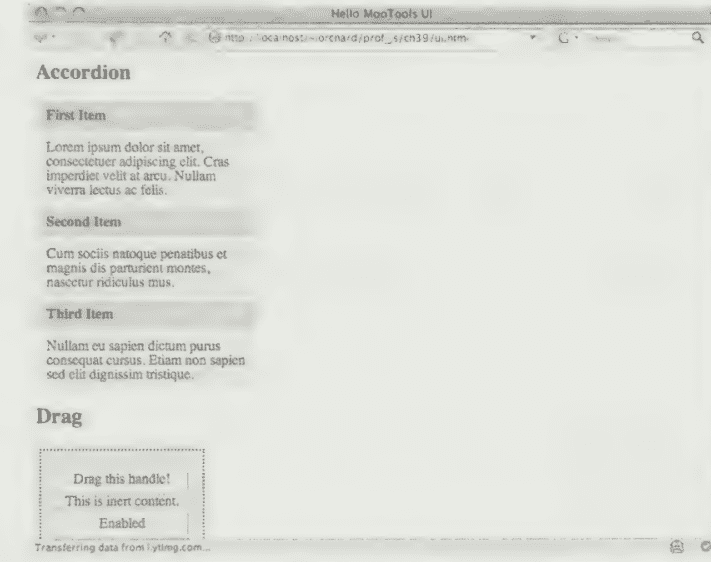 Hello MooTools UI
Accordion
First Item
Lorem ipsum dolor sit amet,
consectetuer adipiscing elit. Cras
imperdiet velit at arcu. Nullam
viverra lectus ac felis.
Second Item
Cum sociis natoque penatibus et
magnis dis parturient montes,
nascetur ridiculus mus.
Third Item
Nullam eu sapien dictum purus
consequat cursus. Etiam non sapien
sed elit dignissim tristique.
Drag
Drag this handle!
This is inert content.
Enabled
Transferring data from i.ytimg.com...